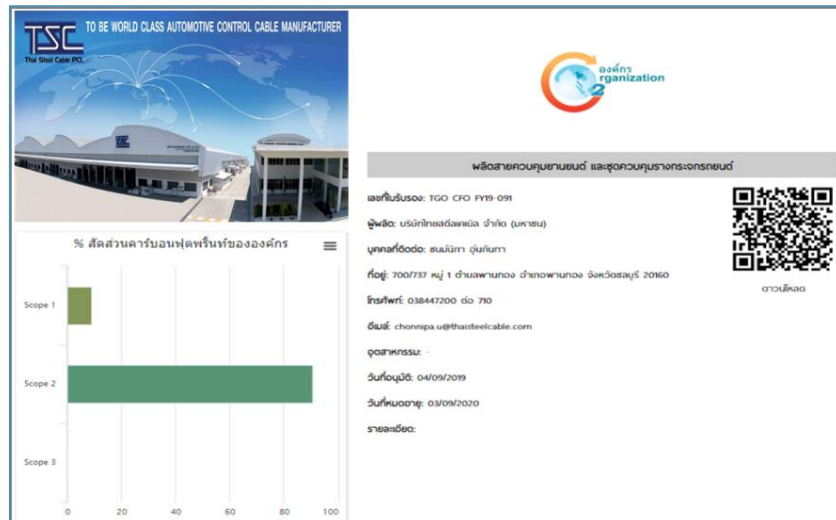 TSC
Thai Steel Cable PCL.
TO BE WORLD CLASS AUTOMOTIVE CONTROL CABLE MANUFACTURER
TSC
% สัดส่วนคาร์บอนฟุตพริ้นท์ขององค์กร
Scope 1
Scope 2
Scope 3
0 20 40 60 80 100
องค์กร
rganization
2
ผลิตสายควบคุมยานยนต์ และชุดควบคุมรางกระจกรถยนต์
เลขที่ใบรับรอง: TGO CFO FY19-091
ผู้ผลิต: บริษัทไทยสตีลเคเบิล จำกัด (มหาชน)
บุคคลที่ติดต่อ: ชนม์นิภา อุ่นกันทา
ที่อยู่: 700/737 หมู่ 1 ตำบลพานทอง อำเภอพานทอง จังหวัดชลบุรี 20160
โทรศัพท์: 038447200 ต่อ 710
อีเมล์: chonnipa.u@thaisteelcable.com
อุตสาหกรรม: -
วันที่อนุมัติ: 04/09/2019
วันที่หมดอายุ: 03/09/2020
รายละเอียด:
ดาวน์โหลด